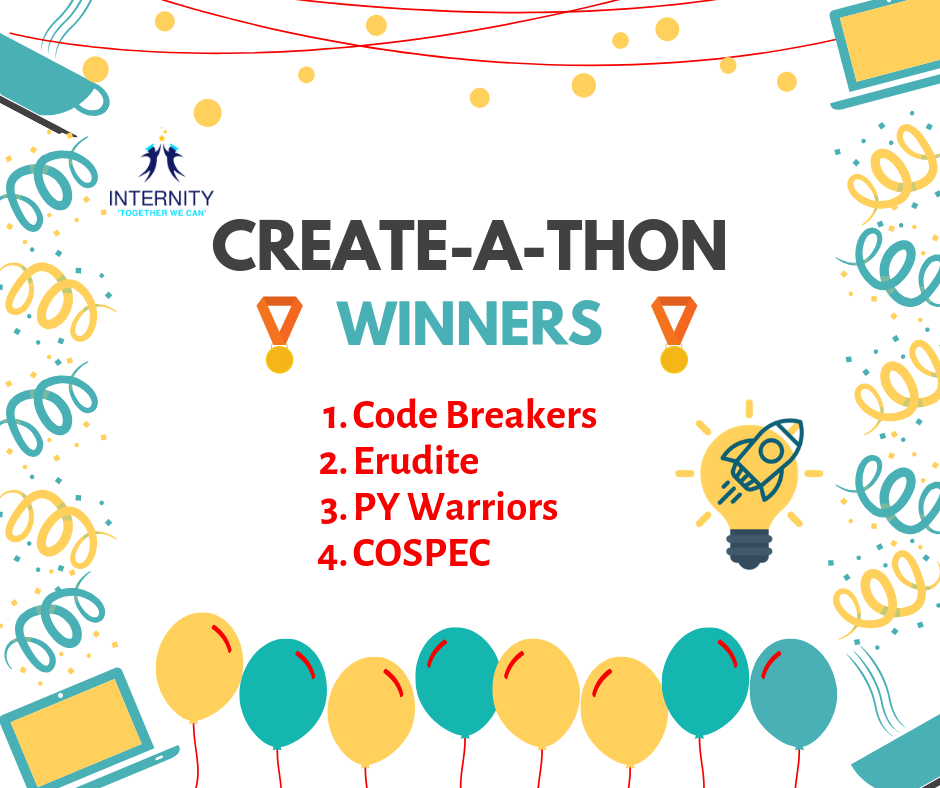 INTERNITY
'TOGETHER WE CAN'
CREATE-A-THON
WINNERS
1. Code Breakers
2. Erudite
3. PY Warriors
4. COSPEC